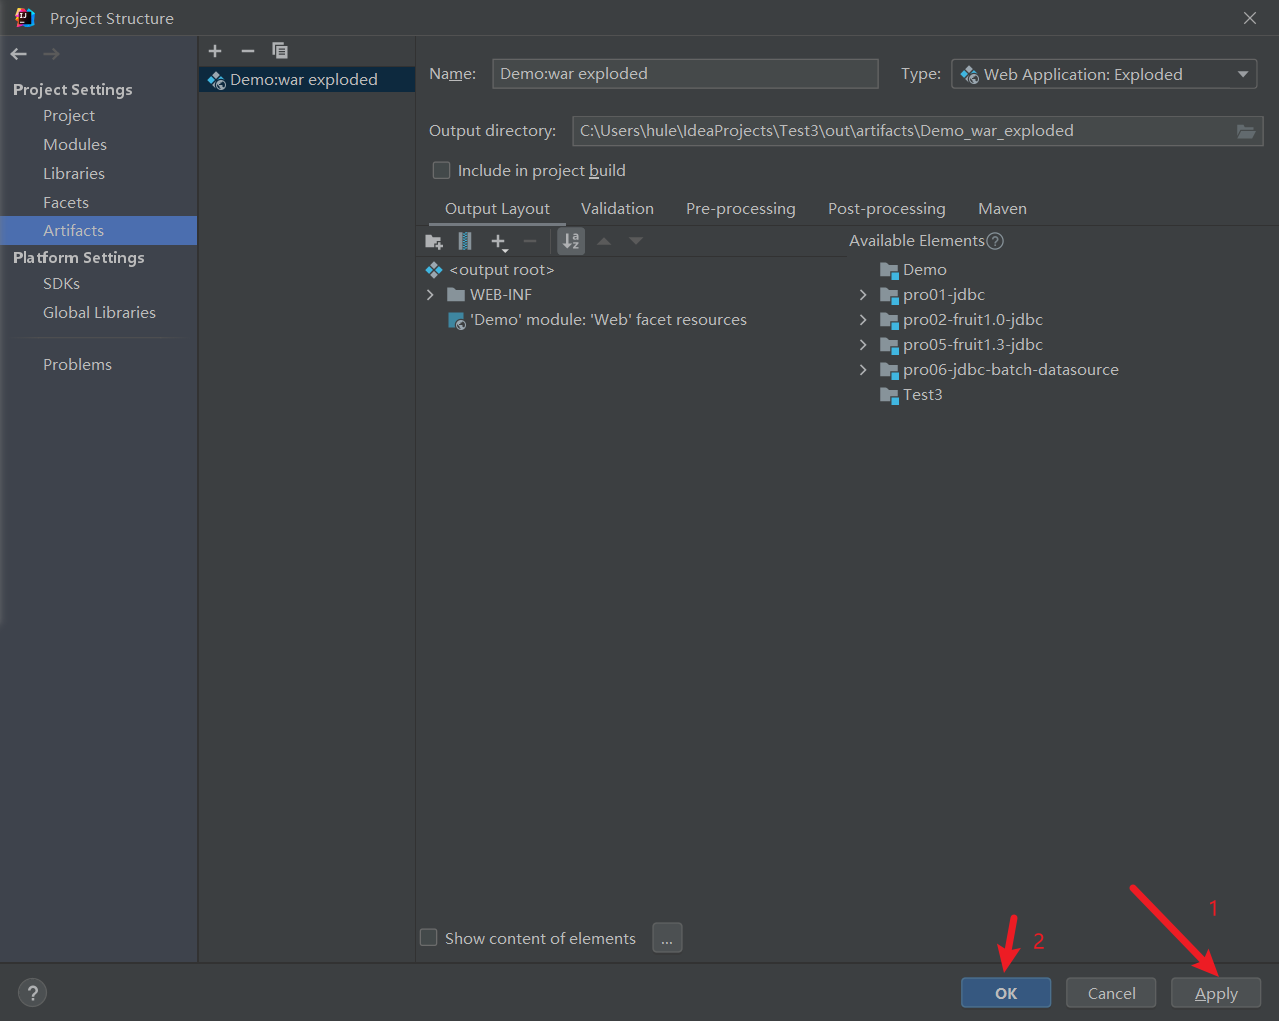 Project Structure
Project Settings
Project
Modules
Libraries
Facets
Artifacts
Platform Settings
SDKs
Global Libraries
Problems
Demo:war exploded
Name: Demo:war exploded Type: Web Application: Exploded
Output directory: C:\Users\hule\IdeaProjects\Test3\out\artifacts\Demo_war_exploded
Include in project build
Output Layout Validation Pre-processing Post-processing Maven
<output root>
WEB-INF
'Demo' module: 'Web' facet resources
Available Elements
Demo
pro01-jdbc
pro02-fruit1.0-jdbc
pro05-fruit1.3-jdbc
pro06-jdbc-batch-datasource
Test3
Show content of elements ...
1
2
? OK Cancel Apply